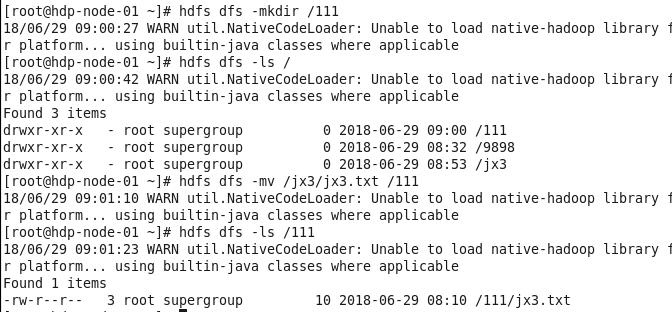 [root@hdp-node-01 ~]# hdfs dfs -mkdir /111
18/06/29 09:00:27 WARN util.NativeCodeLoader: Unable to load native-hadoop library f
r platform... using builtin-java classes where applicable
[root@hdp-node-01 ~]# hdfs dfs -ls /
18/06/29 09:00:42 WARN util.NativeCodeLoader: Unable to load native-hadoop library f
r platform... using builtin-java classes where applicable
Found 3 items
drwxr-xr-x   - root supergroup          0 2018-06-29 09:00 /111
drwxr-xr-x   - root supergroup          0 2018-06-29 08:32 /9898
drwxr-xr-x   - root supergroup          0 2018-06-29 08:53 /jx3
[root@hdp-node-01 ~]# hdfs dfs -mv /jx3/jx3.txt /111
18/06/29 09:01:10 WARN util.NativeCodeLoader: Unable to load native-hadoop library f
r platform... using builtin-java classes where applicable
[root@hdp-node-01 ~]# hdfs dfs -ls /111
18/06/29 09:01:23 WARN util.NativeCodeLoader: Unable to load native-hadoop library f
r platform... using builtin-java classes where applicable
Found 1 items
-rw-r--r--   3 root supergroup         10 2018-06-29 08:10 /111/jx3.txt